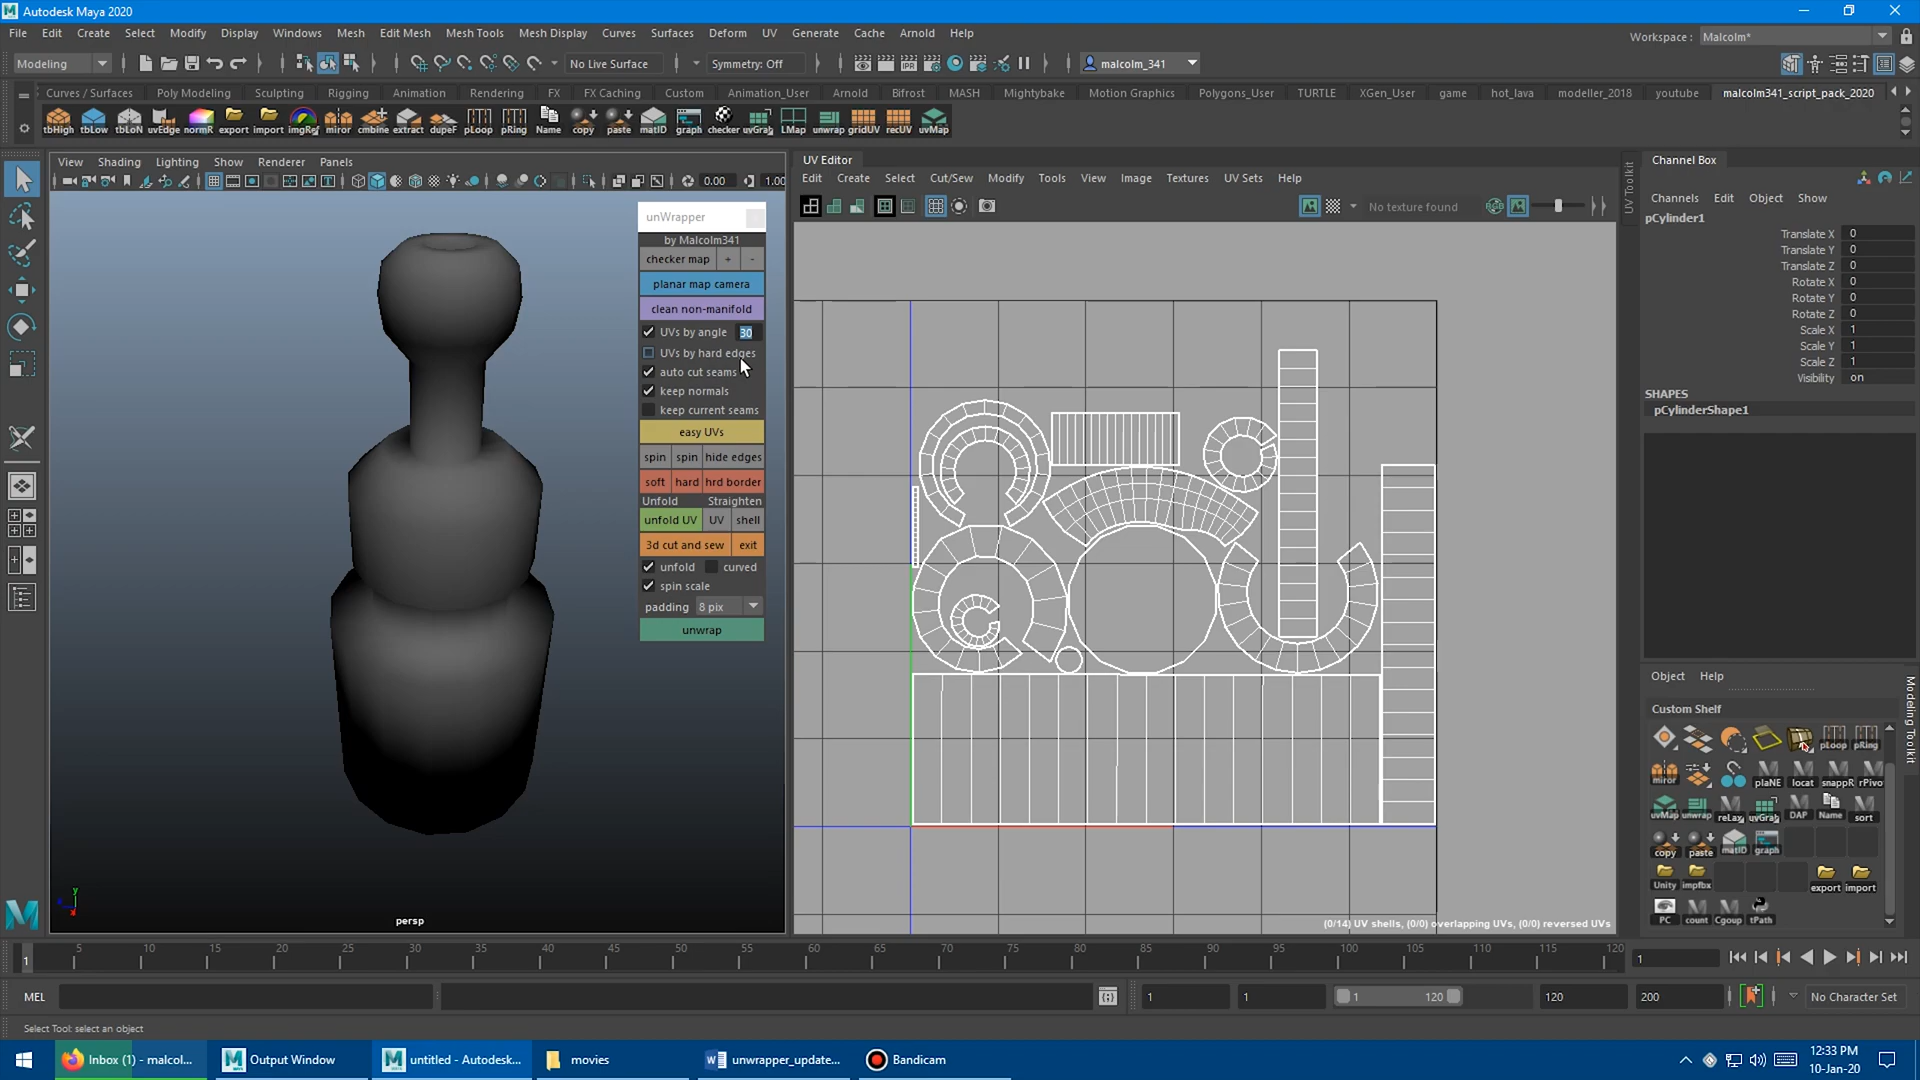 Autodesk Maya 2020
File Edit Create Select Modify Display Windows Mesh Edit Mesh Mesh Tools Mesh Display Curves Surfaces Deform UV Generate Cache Arnold Help
Workspace : Malcolm*
Modeling No Live Surface Symmetry: Off malcolm_341
Curves / Surfaces Poly Modeling Sculpting Rigging Animation Rendering FX FX Caching Custom Animation_User Arnold Bifrost MASH Mightybake Motion Graphics Polygons_User TURTLE XGen_User game hot_lava modeller_2018 youtube malcolm341_script_pack_2020
tbHigh tbLow tbLoN uvEdge normR export import imgRef mirror cmbine extract dupeF pLoop pRing Name copy paste matID graph checker uvGra LMap unwrap gridUV recUV uvMap
View Shading Lighting Show Renderer Panels
0.00 1.00
unWrapper
by Malcolm341
checker map + -
planar map camera
clean non-manifold
UVs by angle 30
UVs by hard edges
auto cut seams
keep normals
keep current seams
easy UVs
spin spin hide edges
soft hard hrd border
Unfold Straighten
unfold UV UV shell
3d cut and sew exit
unfold curved
spin scale
padding 8 pix
unwrap
persp
UV Editor
Edit Create Select Cut/Sew Modify Tools View Image Textures UV Sets Help
No texture found
(0/14) UV shells, (0/0) overlapping UVs, (0/0) reversed UVs
UV Toolkit
Channel Box
Channels Edit Object Show
pCylinder1
Translate X 0
Translate Y 0
Translate Z 0
Rotate X 0
Rotate Y 0
Rotate Z 0
Scale X 1
Scale Y 1
Scale Z 1
Visibility on
SHAPES
pCylinderShape1
Object Help
Custom Shelf
pLoop pRing
miror plaNE locat snappR rPivo
uvMap unwrap reLax uvGra DAP Name sort
copy paste matID graph
Unity impfbx export import
PC count Cgoup tPath
Modeling Toolkit
5 10 15 20 25 30 35 40 45 50 55 60 65 70 75 80 85 90 95 100 105 110 115 120
1 1
MEL 1 1 1 120 120 200 No Character Set
Select Tool: select an object
Inbox (1) - malcol... Output Window untitled - Autodesk... movies unwrapper_update... Bandicam
12:33 PM
10-Jan-20